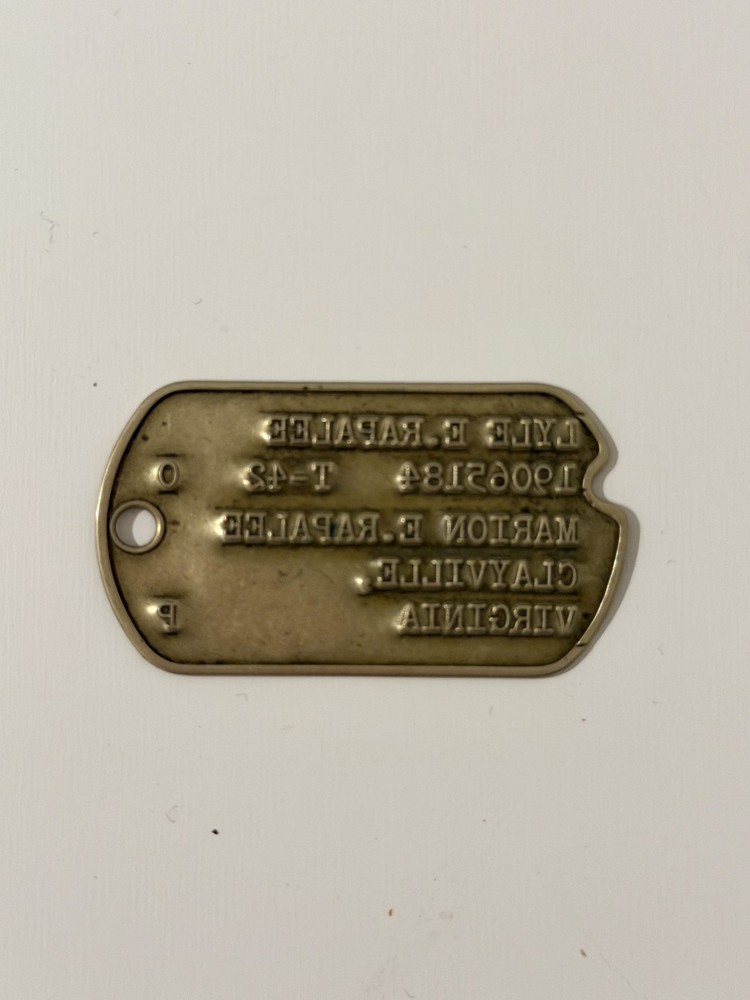 LYLE E.RAPALEE
19065184 T-42 O
MARION E.RAPALEE
CLAYVILLE,
VIRGINIA P